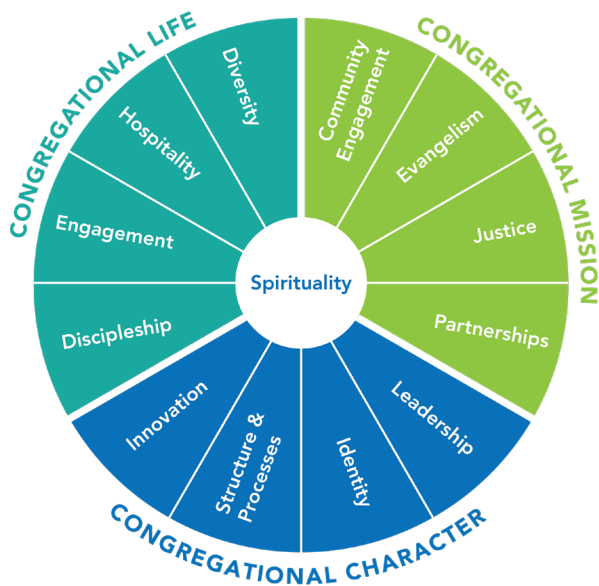 CONGREGATIONAL LIFE
Diversity
Hospitality
Engagement
Discipleship
CONGREGATIONAL MISSION
Community
Engagement
Evangelism
Justice
Partnerships
Spirituality
Innovation
Structure &
Processes
Identity
Leadership
CONGREGATIONAL CHARACTER